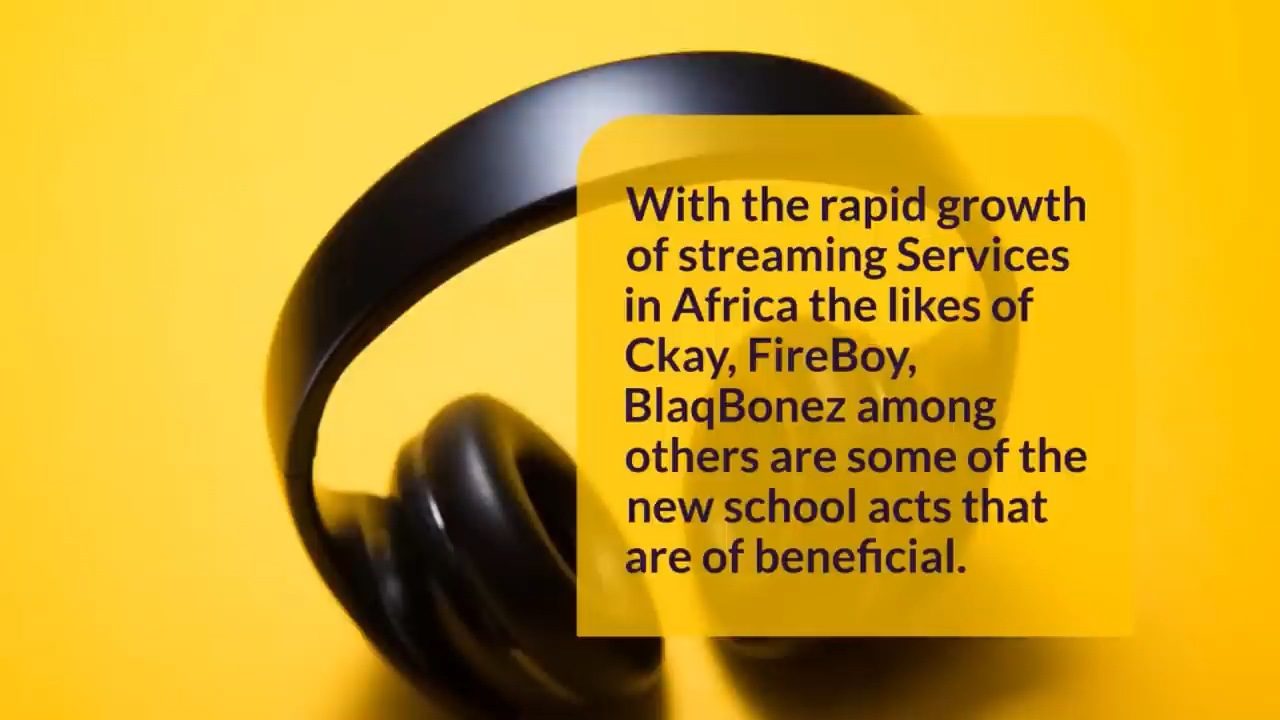 With the rapid growth
of streaming Services
in Africa the likes of
Ckay, FireBoy,
BlaqBonez among
others are some of the
new school acts that
are of beneficial.